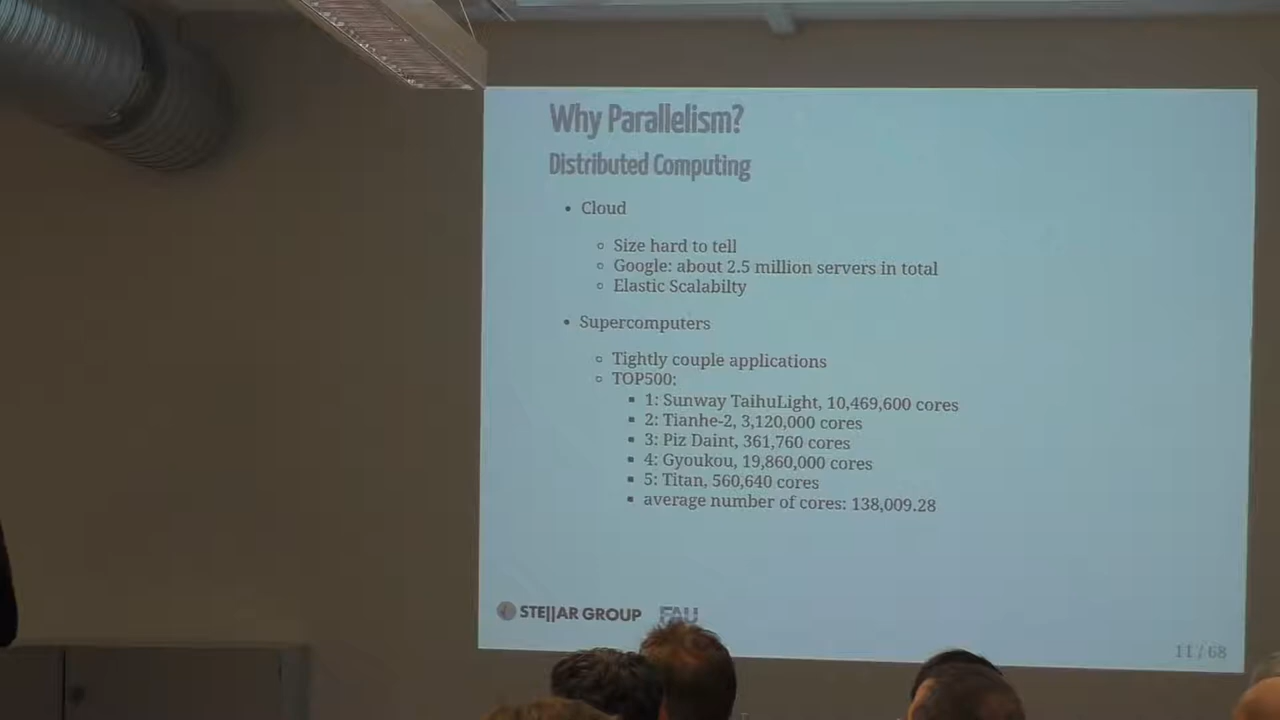 Why Parallelism?
Distributed Computing
• Cloud
◦ Size hard to tell
◦ Google: about 2.5 million servers in total
◦ Elastic Scalabilty
• Supercomputers
◦ Tightly couple applications
◦ TOP500:
▪ 1: Sunway TaihuLight, 10,469,600 cores
▪ 2: Tianhe-2, 3,120,000 cores
▪ 3: Piz Daint, 361,760 cores
▪ 4: Gyoukou, 19,860,000 cores
▪ 5: Titan, 560,640 cores
▪ average number of cores: 138,009.28
STE||AR GROUP FAU
11 / 68